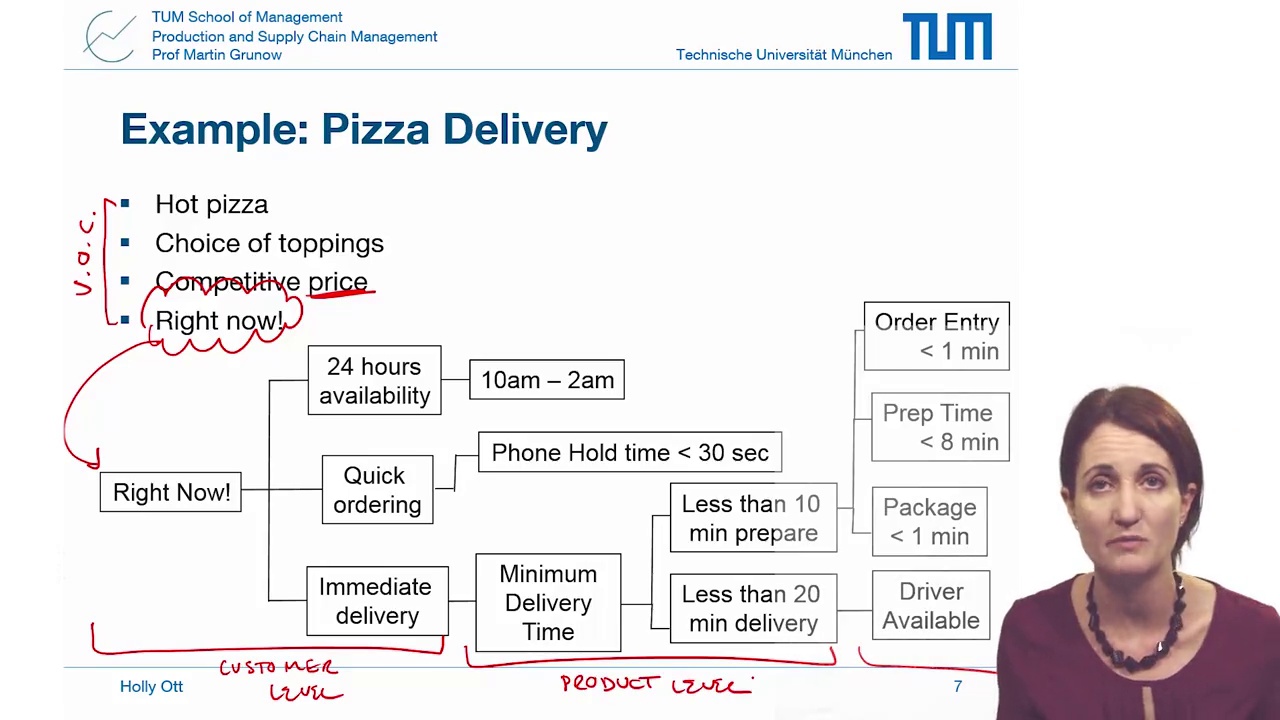 TUM School of Management
Production and Supply Chain Management
Prof Martin Grunow
Technische Universität München
TUM
Example: Pizza Delivery
V.O.C.
Hot pizza
Choice of toppings
Competitive price
Right now!
Right Now!
24 hours
availability
10am – 2am
Quick
ordering
Phone Hold time < 30 sec
Immediate
delivery
Minimum
Delivery
Time
Less than 10
min prepare
Less than 20
min delivery
Order Entry
< 1 min
Prep Time
< 8 min
Package
< 1 min
Driver
Available
CUSTOMER
LEVEL
PRODUCT LEVEL
Holly Ott
7